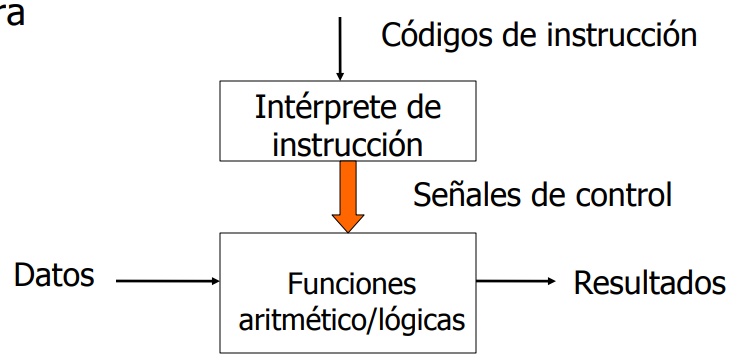 ra
Códigos de instrucción
Intérprete de
instrucción
Señales de control
Datos
Funciones
aritmético/lógicas
Resultados